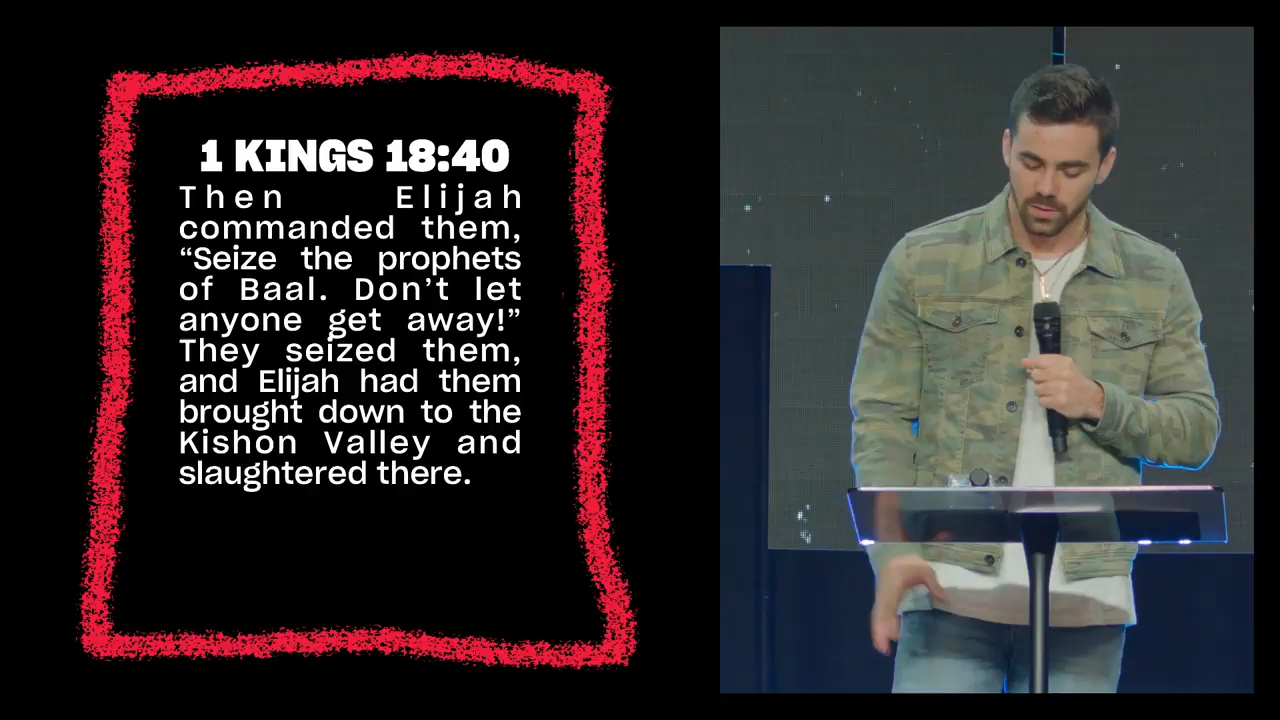 1 KINGS 18:40
Then Elijah
commanded them,
“Seize the prophets
of Baal. Don’t let
anyone get away!”
They seized them,
and Elijah had them
brought down to the
Kishon Valley and
slaughtered there.